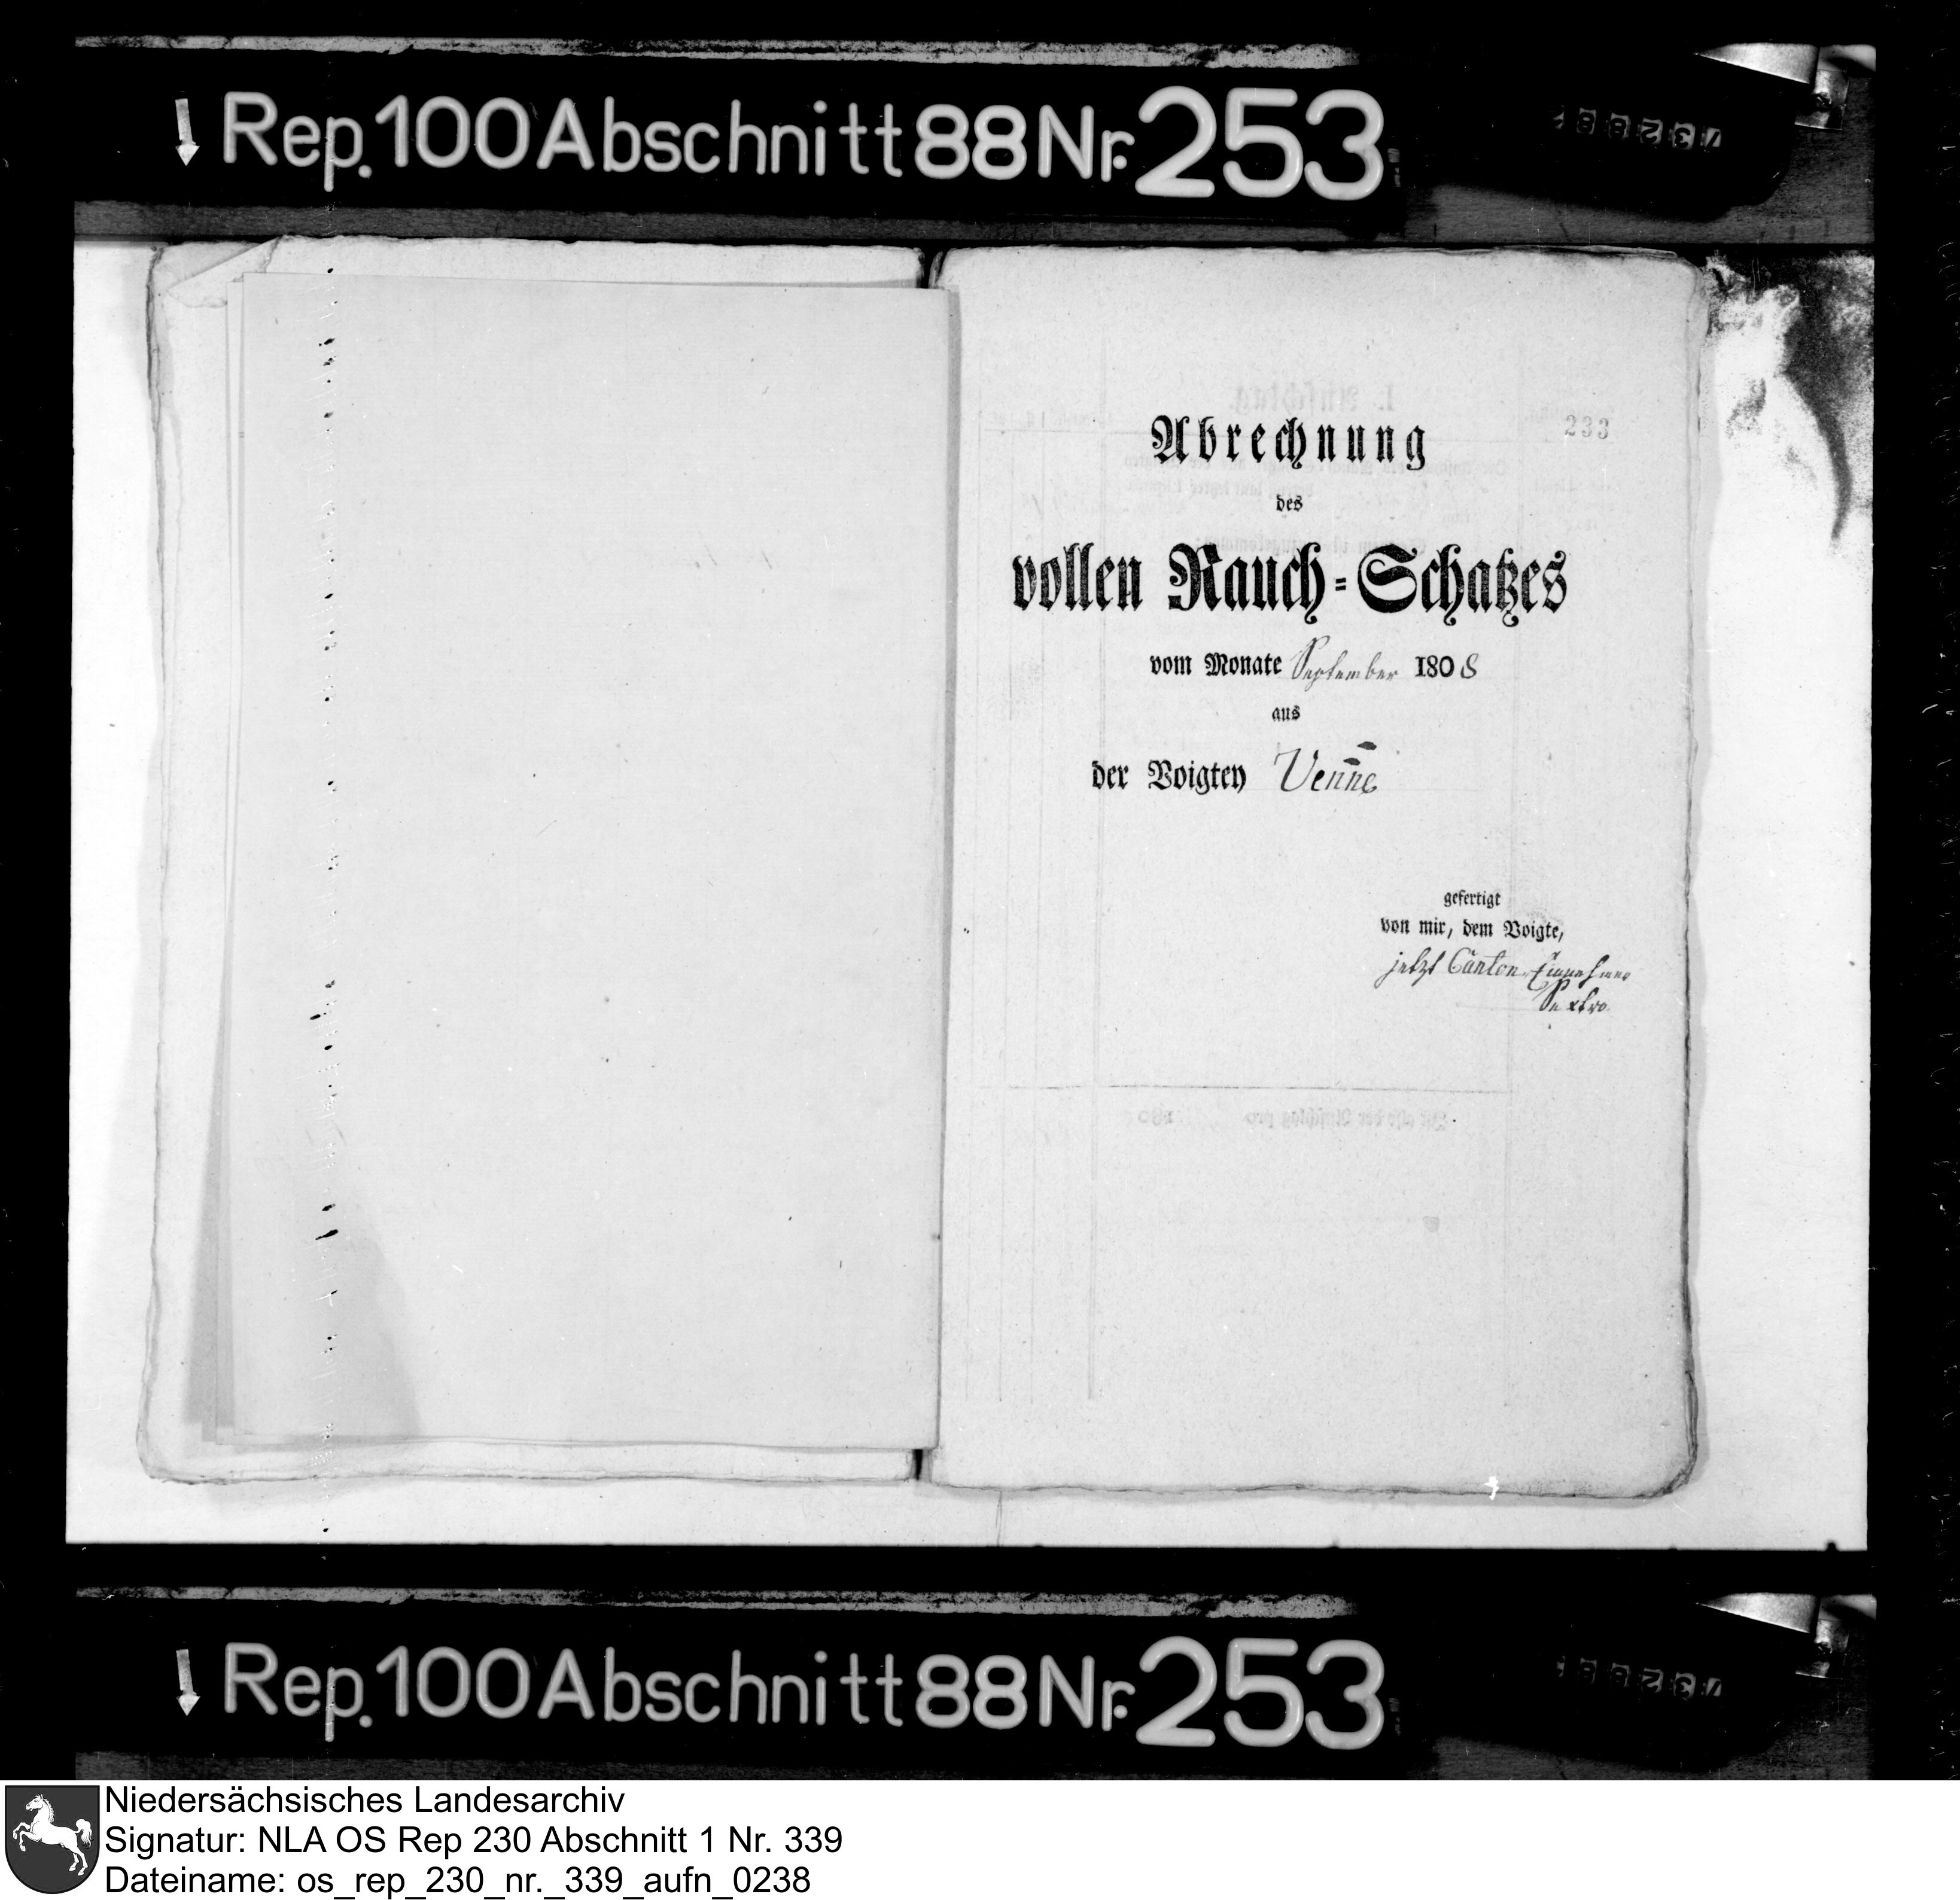 Rep. 100 Abschnitt 88 Nr. 253
233
Abrechnung
des
vollen Rauch=Schatzes
vom Monate September 1808
aus
der Voigtey Venne
gefertigt
von mir, dem Voigte,
jetzt Canton Einnehmer
Sextro
Rep. 100 Abschnitt 88 Nr. 253
Niedersächsisches Landesarchiv
Signatur: NLA OS Rep 230 Abschnitt 1 Nr. 339
Dateiname: os_rep_230_nr._339_aufn_0238